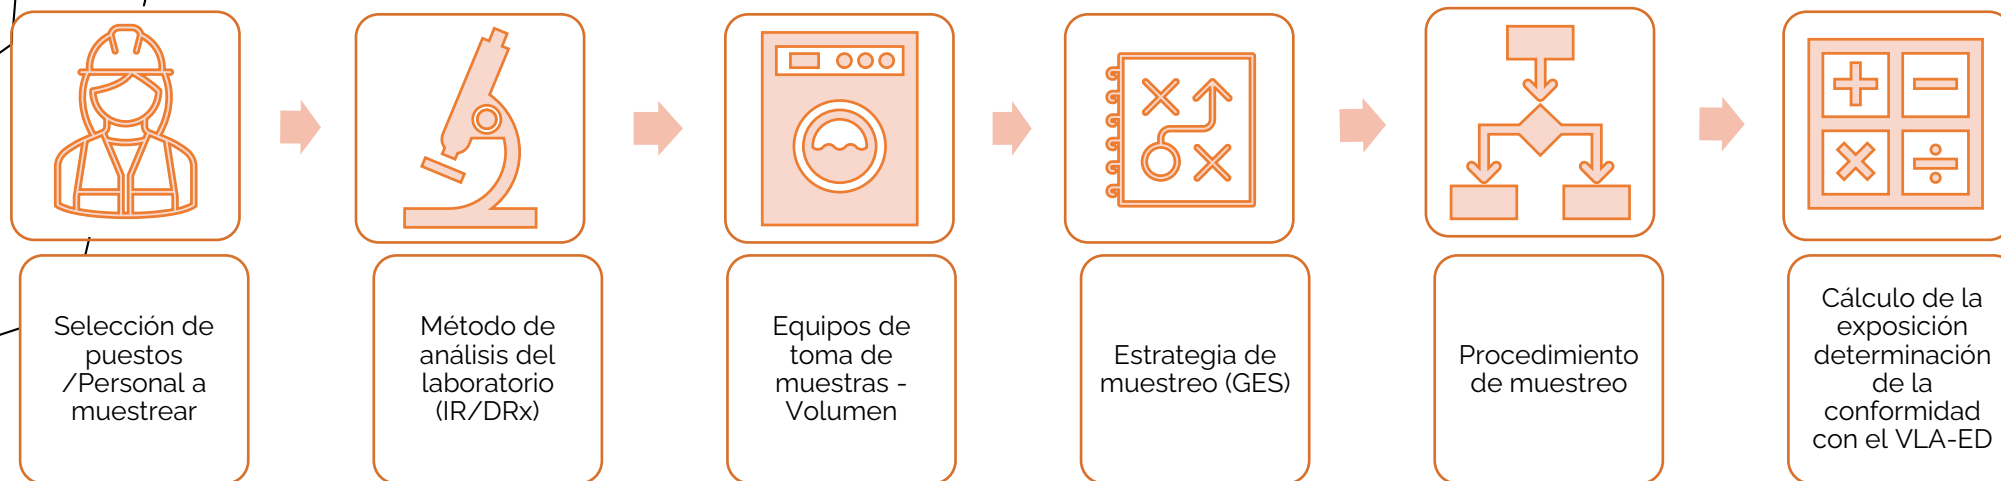 Selección de
puestos
/Personal a
muestrear
Método de
análisis del
laboratorio
(IR/DRx)
Equipos de
toma de
muestras -
Volumen
Estrategia de
muestreo (GES)
Procedimiento
de muestreo
Cálculo de la
exposición
determinación
de la
conformidad
con el VLA-ED